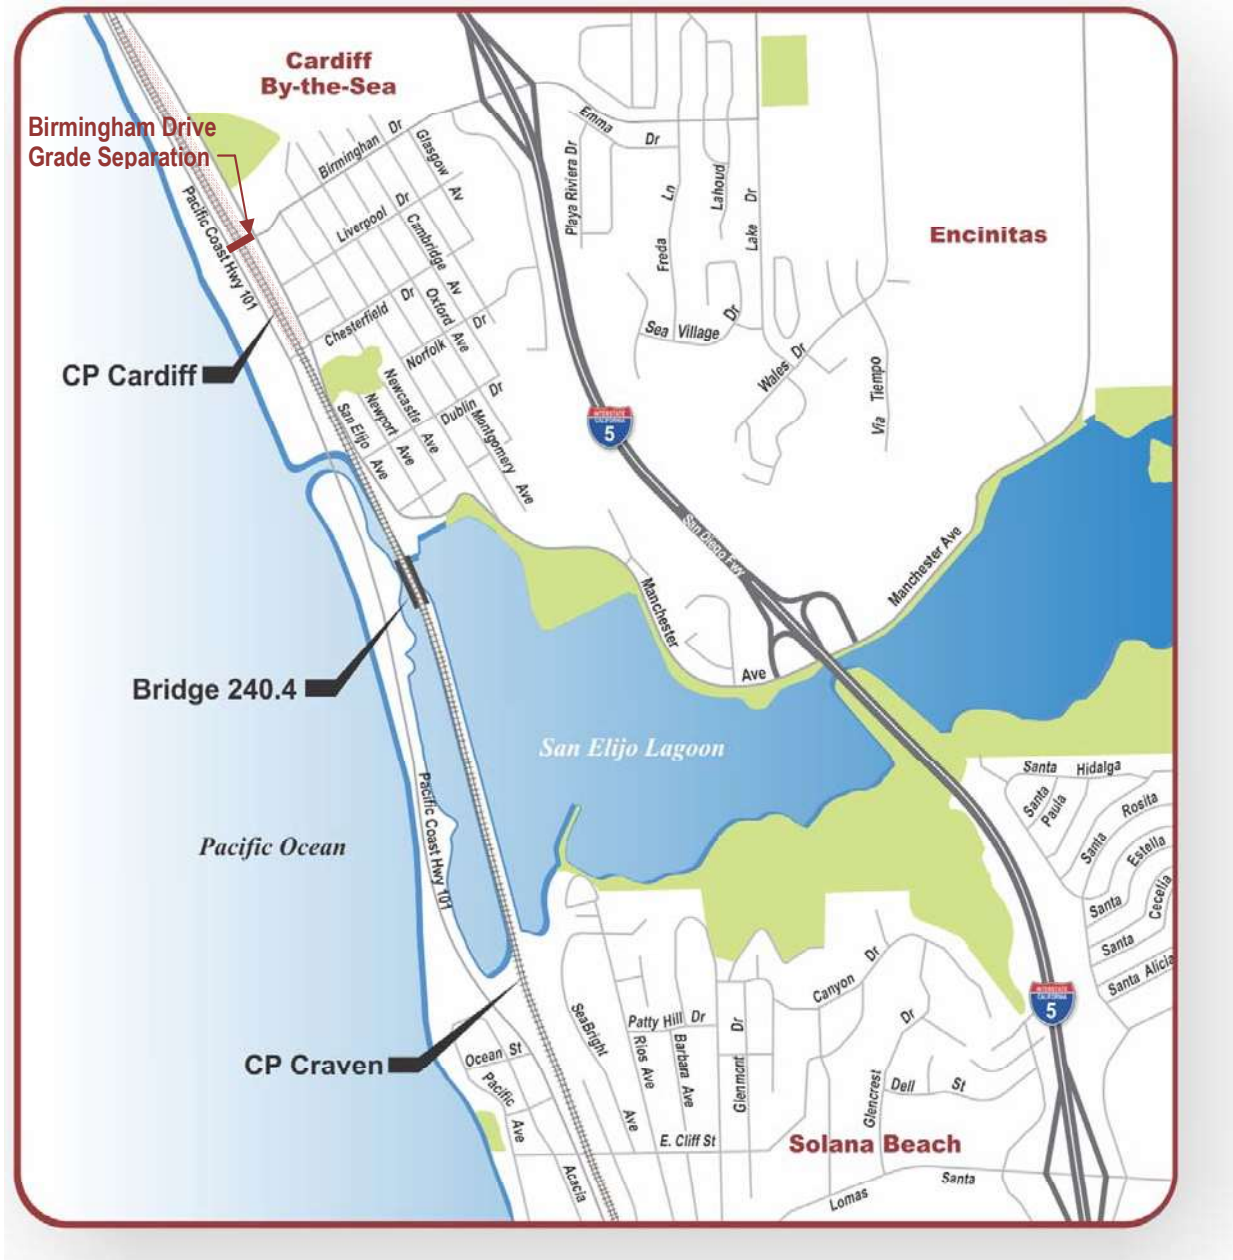 Cardiff
By-the-Sea
Birmingham Drive
Grade Separation
Birminghan Dr
Glasgow Av
Emma Dr
Playa Riviera Dr
Freda Ln
Lahoud
Lake Dr
Encinitas
Pacific Coast Hwy 101
Liverpool Dr
Cambridge Av
Chesterfield Dr
Oxford Ave
Norfolk Dr
Sea Village Dr
Wales Dr
Via Tiempo
CP Cardiff
San Elijo Ave
Newport Ave
Newcastle Ave
Dublin Dr
Montgomery Ave
INTERSTATE
CALIFORNIA
5
San Diego Fwy
Manchester Ave
Manchester Ave
Bridge 240.4
San Elijo Lagoon
Pacific Ocean
Pacific Coast Hwy 101
Santa Hidalga
Santa Paula
Santa Rosita
Santa Estella
Santa Cecelia
Santa Alicia
Canyon Dr
INTERSTATE
CALIFORNIA
5
SeaBright
Patty Hill Dr
Rios Ave
Barbara Ave
Glenmont Dr
Glencrest Dr
Dell St
CP Craven
Ocean St
Pacific Ave
E. Cliff St
Solana Beach
Acacia
Lomas Santa